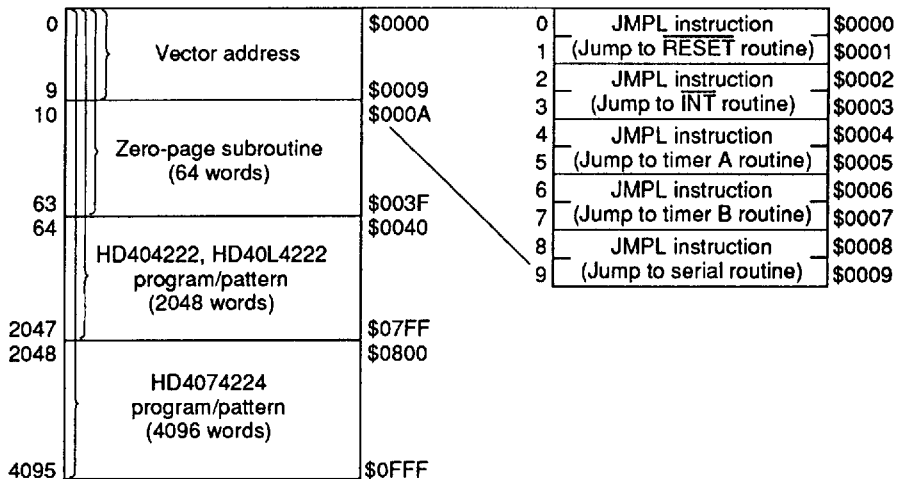 0 $0000
Vector address
9 $0009
10 $000A
Zero-page subroutine
(64 words)
63 $003F
64 $0040
HD404222, HD40L4222
program/pattern
(2048 words)
2047 $07FF
2048 $0800
HD4074224
program/pattern
(4096 words)
4095 $0FFF
0 JMPL instruction $0000
1 (Jump to RESET routine) $0001
2 JMPL instruction $0002
3 (Jump to INT routine) $0003
4 JMPL instruction $0004
5 (Jump to timer A routine) $0005
6 JMPL instruction $0006
7 (Jump to timer B routine) $0007
8 JMPL instruction $0008
9 (Jump to serial routine) $0009